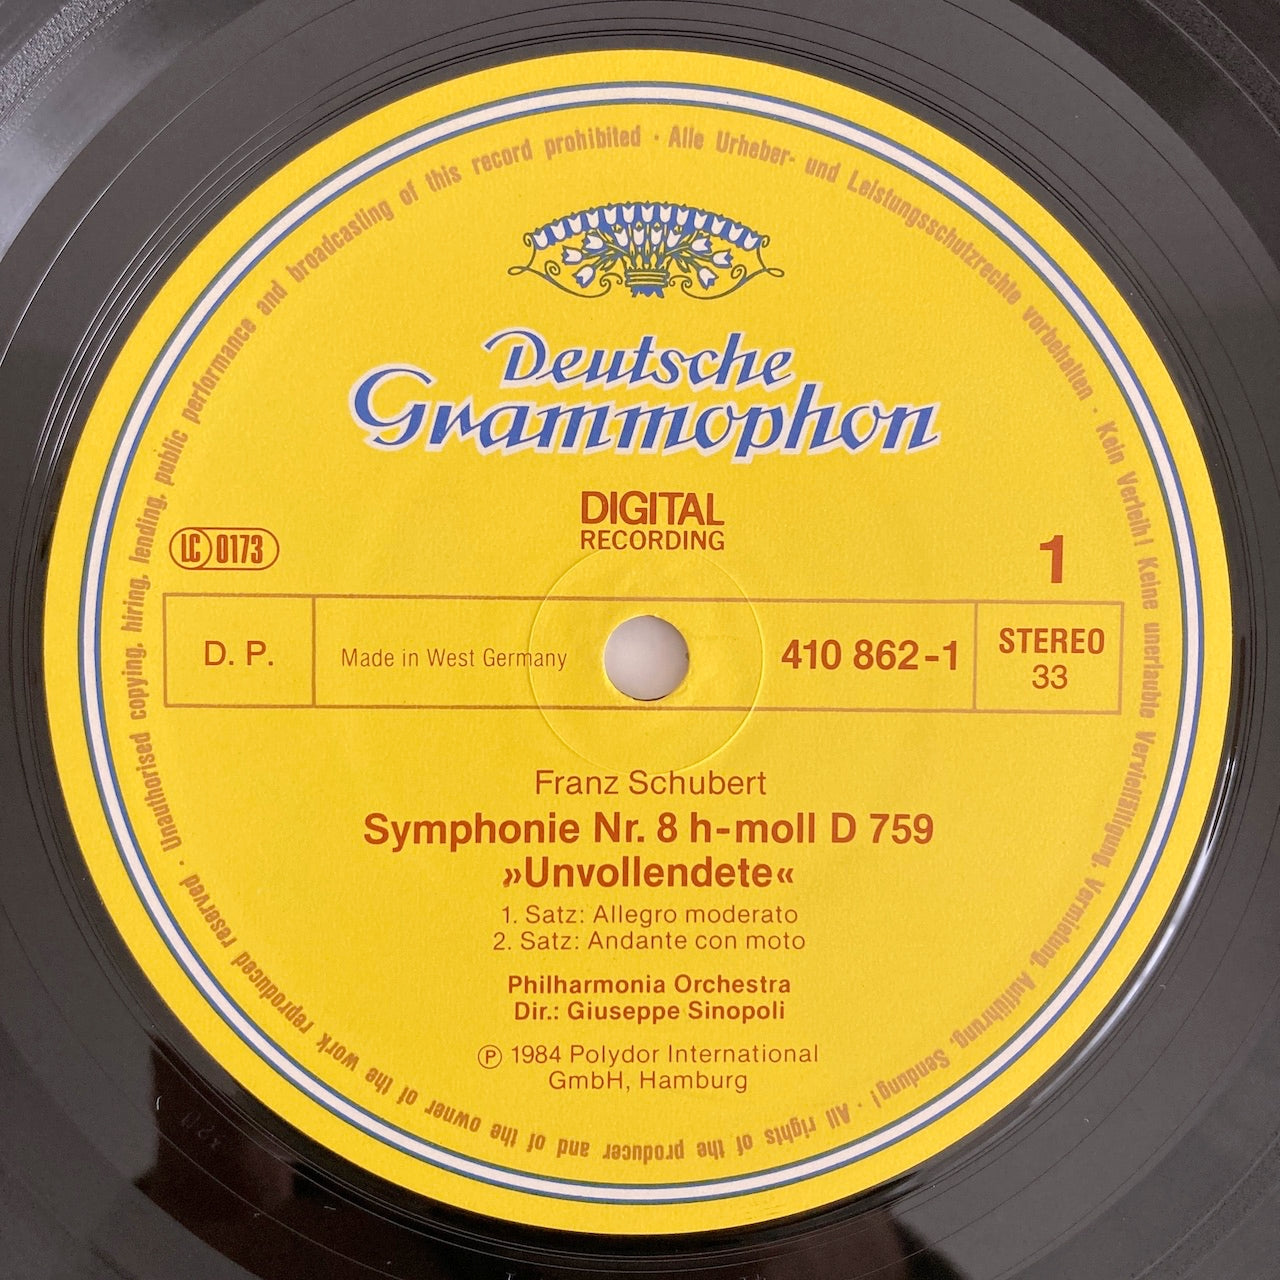 Deutsche
Grammophon
DIGITAL
RECORDING
LC 0173
1
D. P.
Made in West Germany
410 862-1
STEREO
33
Franz Schubert
Symphonie Nr. 8 h-moll D 759
»Unvollendete«
1. Satz: Allegro moderato
2. Satz: Andante con moto
Philharmonia Orchestra
Dir.: Giuseppe Sinopoli
℗ 1984 Polydor International
GmbH, Hamburg
Alle Urheber- und Leistungsschutzrechte vorbehalten · Kein Verleih! Keine unerlaubte Vervielfältigung, Vermietung, Aufführung, Sendung! · All rights of the producer and of the owner of the work reproduced reserved · Unauthorised copying, hiring, lending, public performance and broadcasting of this record prohibited ·